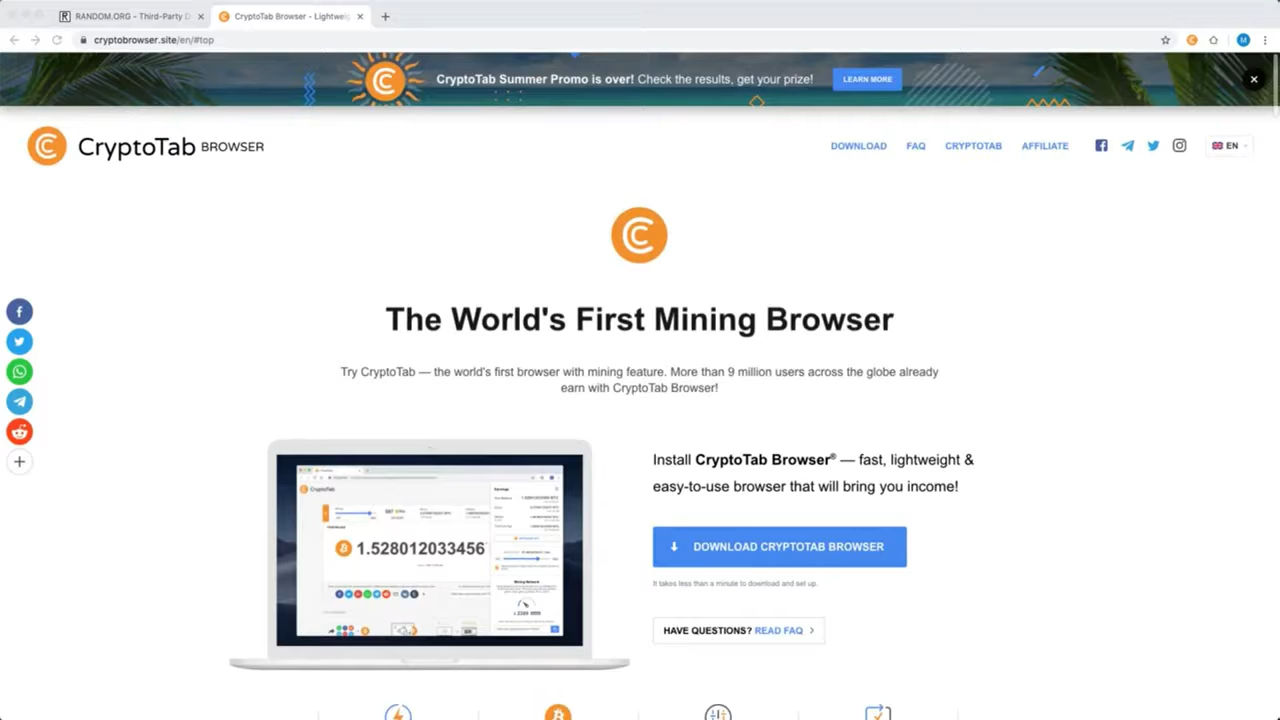 RANDOM.ORG - Third-Party D
CryptoTab Browser - Lightweig
cryptobrowser.site/en/#top
CryptoTab Summer Promo is over! Check the results, get your prize!
LEARN MORE
CryptoTab BROWSER
DOWNLOAD
FAQ
CRYPTOTAB
AFFILIATE
EN
The World's First Mining Browser
Try CryptoTab — the world's first browser with mining feature. More than 9 million users across the globe already
earn with CryptoTab Browser!
Install CryptoTab Browser® — fast, lightweight &
easy-to-use browser that will bring you income!
CryptoTab
1.528012033456
Mining Network
DOWNLOAD CRYPTOTAB BROWSER
It takes less than a minute to download and set up.
HAVE QUESTIONS? READ FAQ